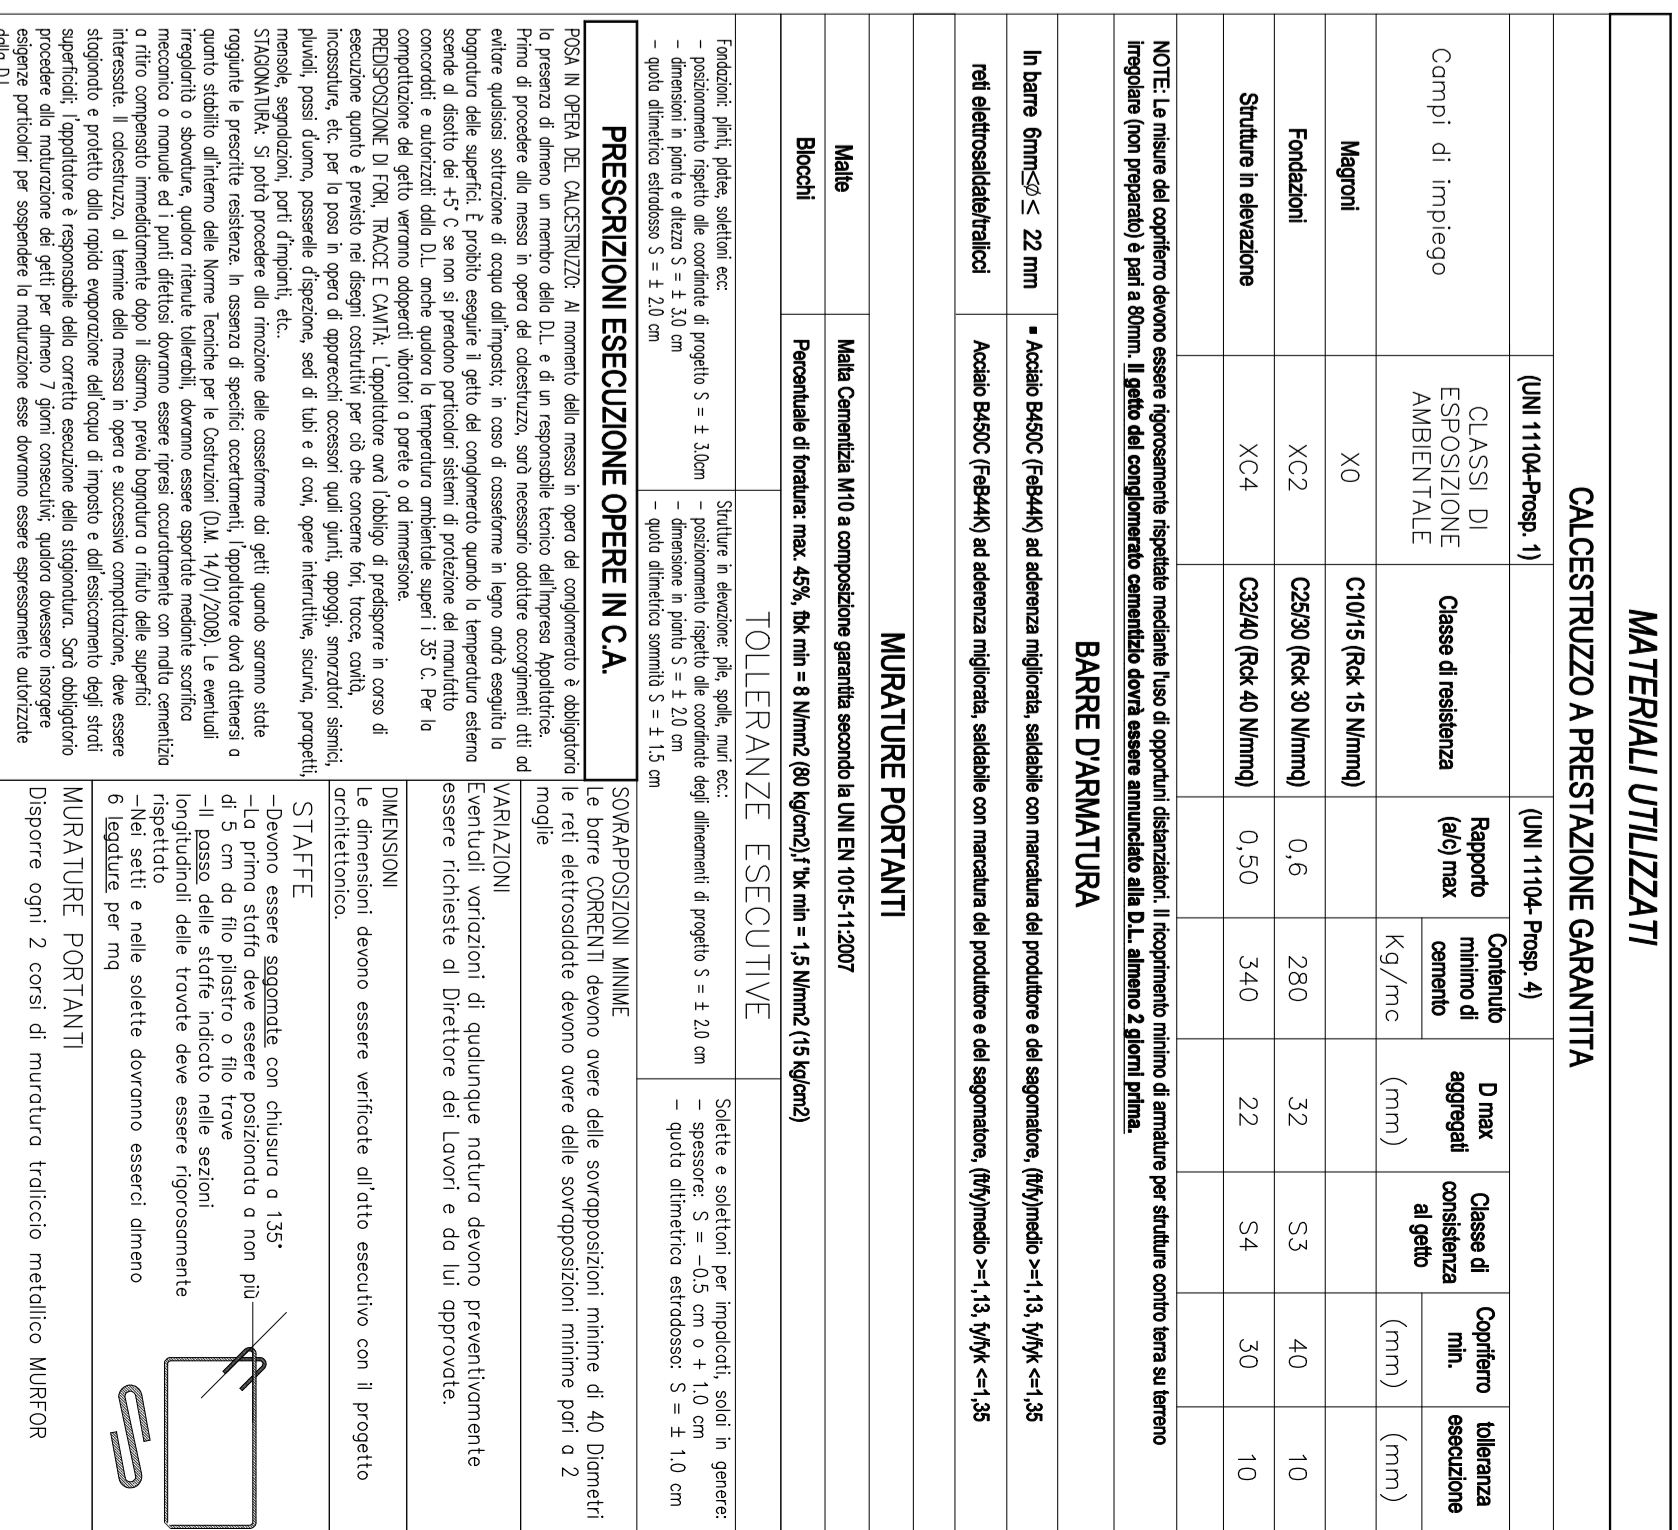 MATERIALI UTILIZZATI
CALCESTRUZZO A PRESTAZIONE GARANTITA
(UNI 11104-Prosp. 1) (UNI 11104- Prosp. 4)
Campi di impiego
CLASSI DI
ESPOSIZIONE
AMBIENTALE
Classe di resistenza
Rapporto
(a/c) max
Contenuto
minimo di
cemento
Kg/mc
D max
aggregati
(mm)
Classe di
consistenza
al getto
Copriferro
min.
(mm)
tolleranza
esecuzione
(mm)
Magroni X0 C10/15 (Rck 15 N/mmq)
Fondazioni XC2 C25/30 (Rck 30 N/mmq) 0,6 280 32 S3 40 10
Strutture in elevazione XC4 C32/40 (Rck 40 N/mmq) 0,50 340 22 S4 30 10
NOTE: Le misure del copriferro devono essere rigorosamente rispettate mediante l'uso di opportuni distanziatori. Il ricoprimento minimo di armature per strutture contro terra su terreno
irregolare (non preparato) è pari a 80mm. Il getto del conglomerato cementizio dovrà essere annunciato alla D.L. almeno 2 giorni prima.
BARRE D'ARMATURA
In barre 6mm≤Ø≤ 22 mm ▪ Acciaio B450C (FeB44K) ad aderenza migliorata, saldabile con marcatura del produttore e del sagomatore, (ft/fy)medio >=1,13, fy/fyk <=1,35
reti elettrosaldate/tralicci Acciaio B450C (FeB44K) ad aderenza migliorata, saldabile con marcatura del produttore e del sagomatore, (ft/fy)medio >=1,13, fy/fyk <=1,35
MURATURE PORTANTI
Malte Malta Cementizia M10 a composizione garantita secondo la UNI EN 1015-11:2007
Blocchi Percentuale di foratura: max. 45%, fbk min = 8 N/mm2 (80 kg/cm2),f 'bk min = 1,5 N/mm2 (15 kg/cm2)
TOLLERANZE ESECUTIVE
Fondazioni: plinti, platee, solettoni ecc:
– posizionamento rispetto alle coordinate di progetto S = ± 3.0cm
– dimensioni in pianta e altezza S = ± 3.0 cm
– quota altimetrica estradosso S = ± 2.0 cm
Strutture in elevazione: pile, spalle, muri ecc.:
– posizionamento rispetto alle coordinate degli allineamenti di progetto S = ± 2.0 cm
– dimensione in pianta S = ± 2.0 cm
– quota altimetrica sommità S = ± 1.5 cm
Solette e solettoni per impalcati, solai in genere:
– spessore: S = –0.5 cm o + 1.0 cm
– quota altimetrica estradosso: S = ± 1.0 cm
PRESCRIZIONI ESECUZIONE OPERE IN C.A.
POSA IN OPERA DEL CALCESTRUZZO: Al momento della messa in opera del conglomerato è obbligatoria
la presenza di almeno un membro della D.L. e di un responsabile tecnico dell'Impresa Appaltatrice.
Prima di procedere alla messa in opera del calcestruzzo, sarà necessario adottare accorgimenti atti ad
evitare qualsiasi sottrazione di acqua dall'impasto; in caso di casseforme in legno andrà eseguita la
bagnatura delle superfici. È proibito eseguire il getto del conglomerato quando la temperatura esterna
scende al disotto dei +5° C se non si prendono particolari sistemi di protezione del manufatto
concordati e autorizzati dalla D.L. anche qualora la temperatura ambientale superi i 35° C. Per la
compattazione del getto verranno adoperati vibratori a parete o ad immersione.
PREDISPOSIZIONE DI FORI, TRACCE E CAVITÀ: L'appaltatore avrà l'obbligo di predisporre in corso di
esecuzione quanto è previsto nei disegni costruttivi per ciò che concerne fori, tracce, cavità,
incassature, etc. per la posa in opera di apparecchi accessori quali giunti, appoggi, smorzatori sismici,
pluvidi, passi d'uomo, passerelle d'ispezione, sedi di tubi e di cavi, opere interruttive, sicurvia, parapetti,
mensole, segnalazioni, parti d'impianti, etc..
STAGIONATURA: Si potrà procedere alla rimozione delle casseforme dai getti quando saranno state
raggiunte le prescritte resistenze. In assenza di specifici accertamenti, l'appaltatore dovrà attenersi a
quanto stabilito all'interno delle Norme Tecniche per le Costruzioni (D.M. 14/01/2008). Le eventuali
irregolarità o sbavature, qualora ritenute tollerabili, dovranno essere asportate mediante scarifica
meccanica o manuale ed i punti difettosi dovranno essere ripresi accuratamente con malta cementizia
a ritiro compensato immediatamente dopo il disarmo, previa bagnatura a rifiuto delle superfici
interessate. Il calcestruzzo, al termine della messa in opera e successiva compattazione, deve essere
stagionato e protetto dalla rapida evaporazione dell'acqua di impasto e dall'essiccamento degli strati
superficiali; l'appaltatore è responsabile della corretta esecuzione della stagionatura. Sarà obbligatorio
procedere alla maturazione dei getti per almeno 7 giorni consecutivi; qualora dovessero insorgere
esigenze particolari per sospendere la maturazione esse dovranno essere espressamente autorizzate
dalla D.L.
SOVRAPPOSIZIONI MINIME
Le barre CORRENTI devono avere delle sovrapposizioni minime di 40 Diametri
le reti elettrosaldate devono avere delle sovrapposizioni minime pari a 2
maglie
VARIAZIONI
Eventuali variazioni di qualunque natura devono preventivamente
essere richieste al Direttore dei Lavori e da lui approvate.
DIMENSIONI
Le dimensioni devono essere verificate all'atto esecutivo con il progetto
architettonico.
STAFFE
–Devono essere sagomate con chiusura a 135°
–La prima staffa deve eseere posizionata a non più
di 5 cm da filo pilastro o filo trave
–Il passo delle staffe indicato nelle sezioni
longitudinali delle travate deve essere rigorosamente
rispettato
–Nei setti e nelle solette dovranno esserci almeno
6 legature per mq
MURATURE PORTANTI
Disporre ogni 2 corsi di muratura traliccio metallico MURFOR